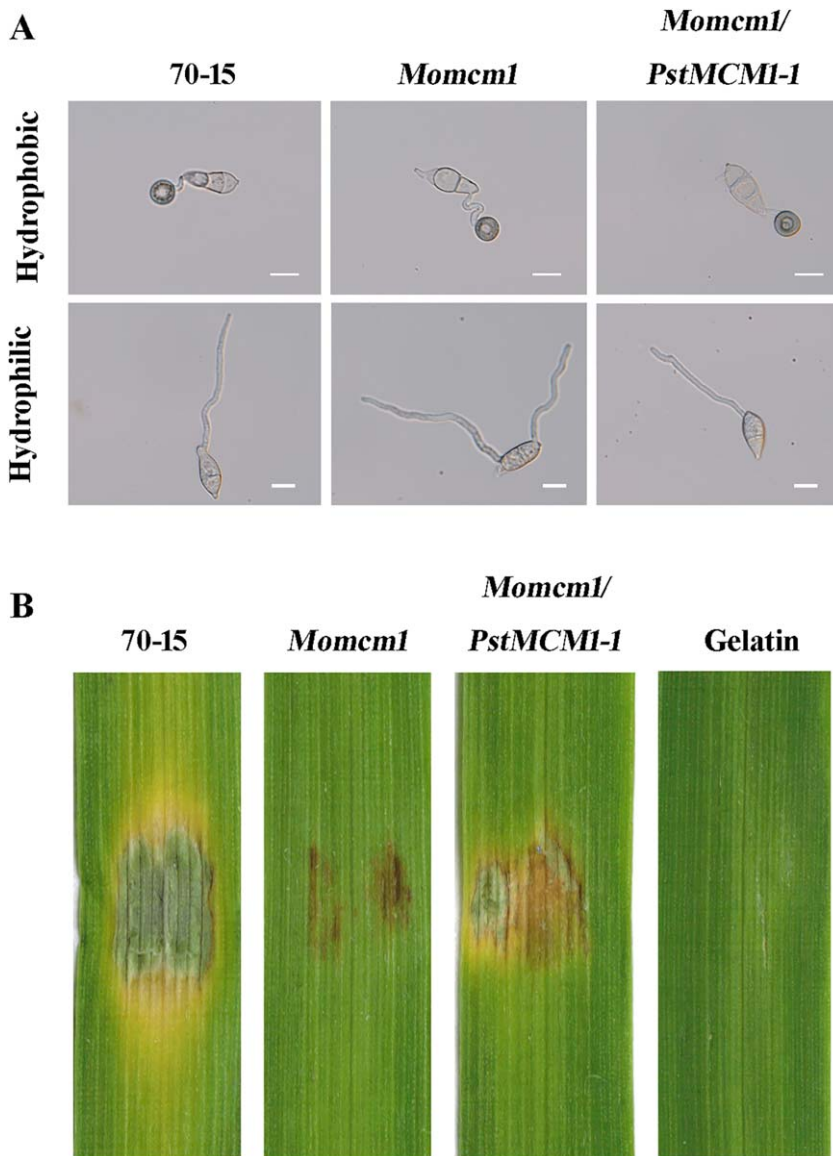 A
70-15
Momcm1
Momcm1/
PstMCM1-1
Hydrophobic
Hydrophilic
B
70-15
Momcm1
Momcm1/
PstMCM1-1
Gelatin